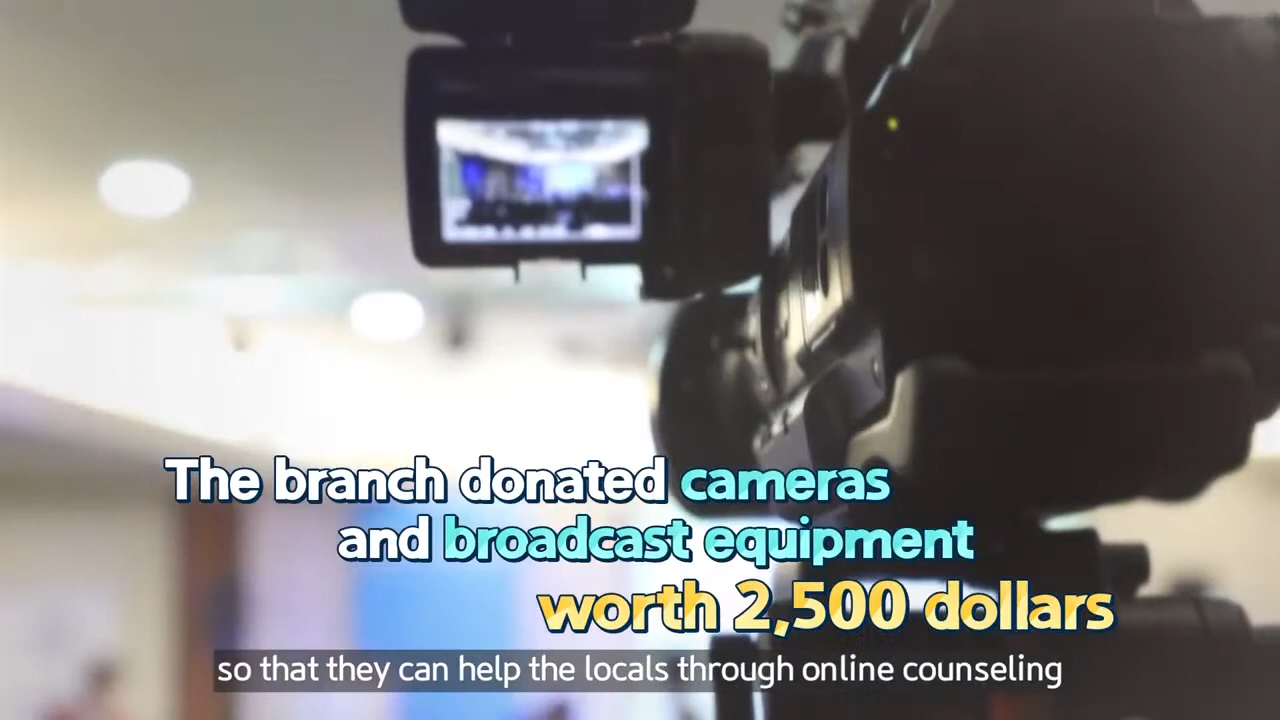 The branch donated cameras
and broadcast equipment
worth 2,500 dollars
so that they can help the locals through online counseling